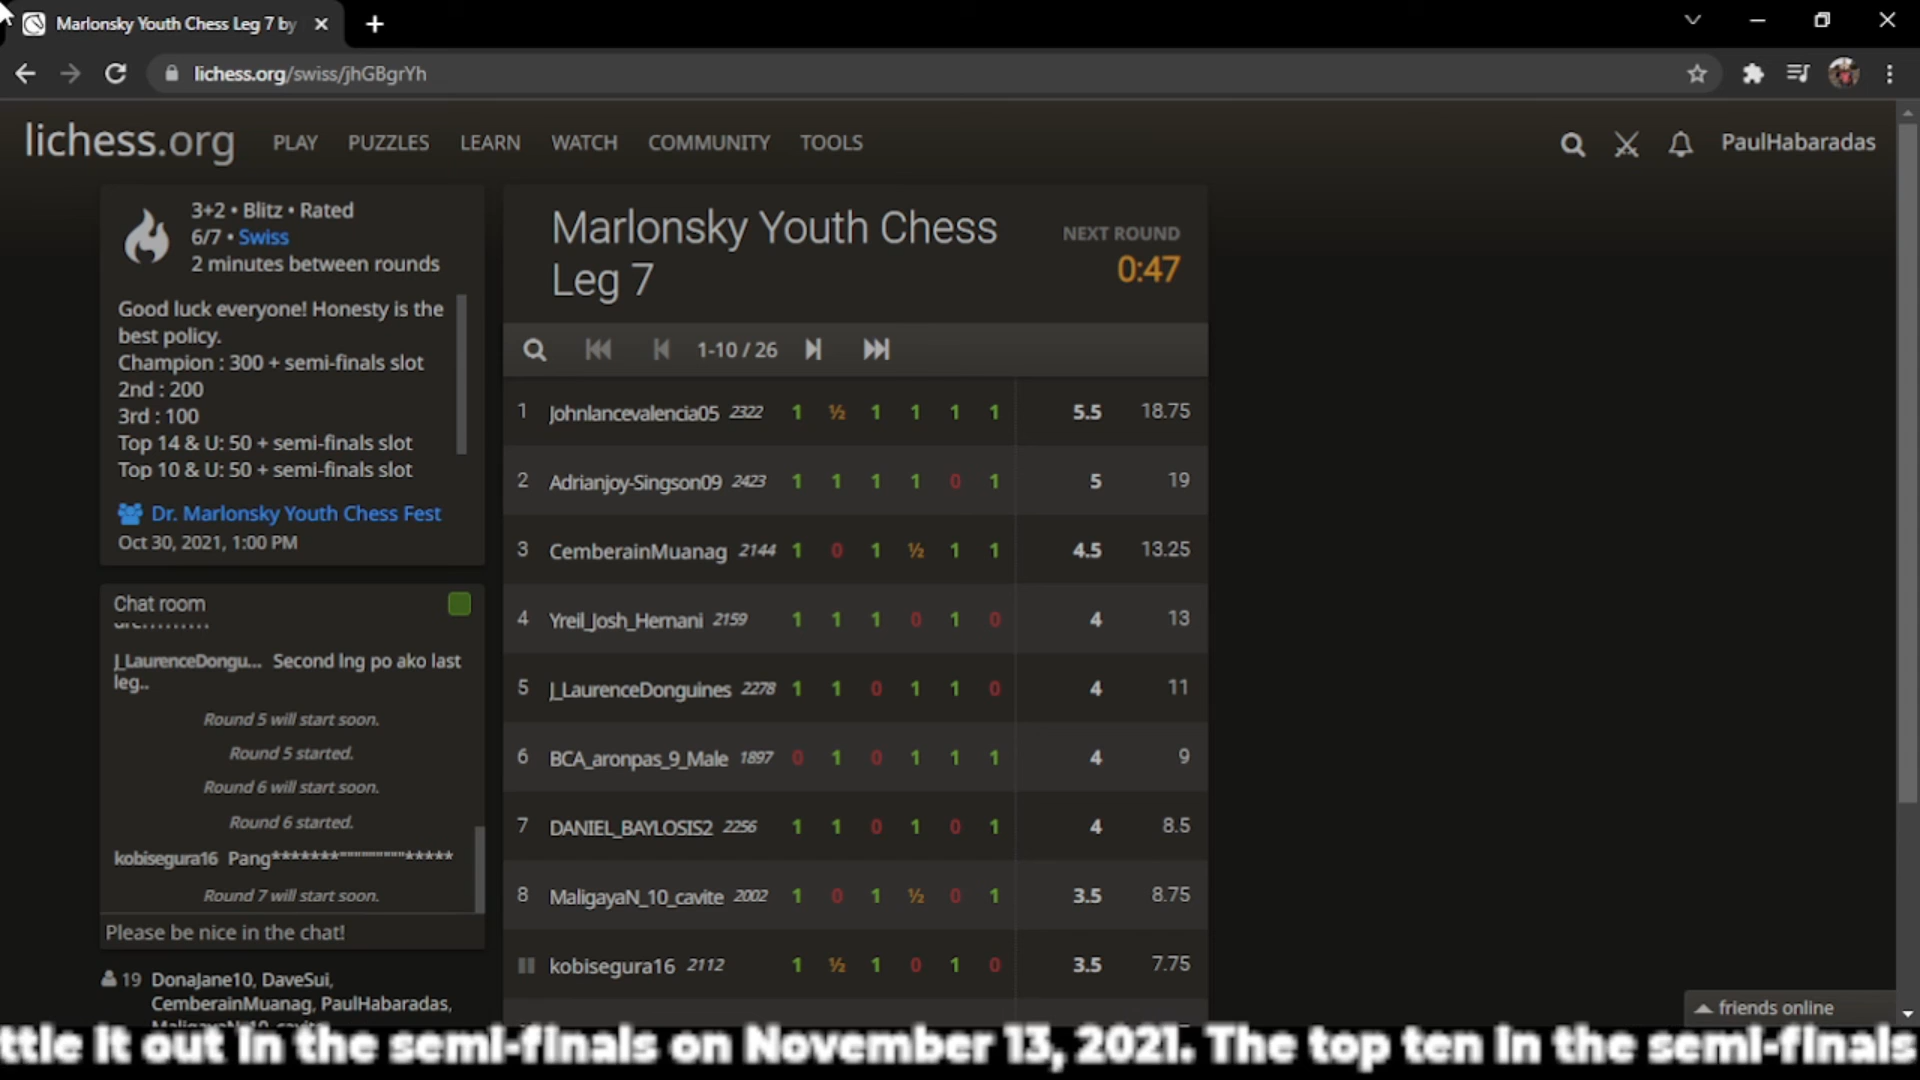 Marlonsky Youth Chess Leg 7 by
lichess.org/swiss/jhGBgrYh
lichess.org PLAY PUZZLES LEARN WATCH COMMUNITY TOOLS PaulHabaradas
3+2 • Blitz • Rated
6/7 • Swiss
2 minutes between rounds
Good luck everyone! Honesty is the
best policy.
Champion : 300 + semi-finals slot
2nd : 200
3rd : 100
Top 14 & U: 50 + semi-finals slot
Top 10 & U: 50 + semi-finals slot
Dr. Marlonsky Youth Chess Fest
Oct 30, 2021, 1:00 PM
Chat room
J_LaurenceDongu... Second lng po ako last
leg..
Round 5 will start soon.
Round 5 started.
Round 6 will start soon.
Round 6 started.
kobisegura16 Pang*******"""""""""*****
Round 7 will start soon.
Please be nice in the chat!
19 DonaJane10, DaveSui,
CemberainMuanag, PaulHabaradas,
MaligayaN_10_cavite
Marlonsky Youth Chess
Leg 7
NEXT ROUND
0:47
1-10 / 26
1 Johnlancevalencia05 2322 1 ½ 1 1 1 1 5.5 18.75
2 Adrianjoy-Singson09 2423 1 1 1 1 0 1 5 19
3 CemberainMuanag 2144 1 0 1 ½ 1 1 4.5 13.25
4 Yreil_Josh_Hernani 2159 1 1 1 0 1 0 4 13
5 J_LaurenceDonguines 2278 1 1 0 1 1 0 4 11
6 BCA_aronpas_9_Male 1897 0 1 0 1 1 1 4 9
7 DANIEL_BAYLOSIS2 2256 1 1 0 1 0 1 4 8.5
8 MaligayaN_10_cavite 2002 1 0 1 ½ 0 1 3.5 8.75
kobisegura16 2112 1 ½ 1 0 1 0 3.5 7.75
friends online
ttle it out in the semi-finals on November 13, 2021. The top ten in the semi-finals